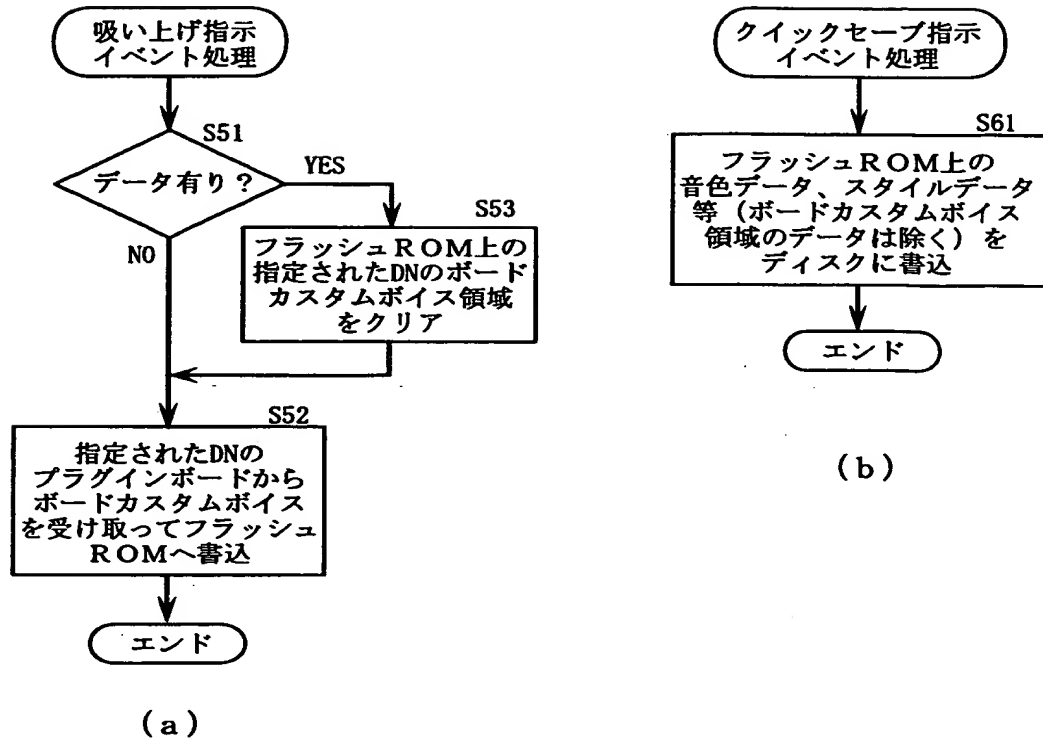 吸い上げ指示
イベント処理
S51
データ有り?
YES
NO
S53
フラッシュROM上の
指定されたDNのボード
カスタムボイス領域
をクリア
S52
指定されたDNの
プラグインボードから
ボードカスタムボイス
を受け取ってフラッシュ
ROMへ書込
エンド
(a)
クイックセーブ指示
イベント処理
S61
フラッシュROM上の
音色データ、スタイルデータ
等(ボードカスタムボイス
領域のデータは除く)を
ディスクに書込
エンド
(b)